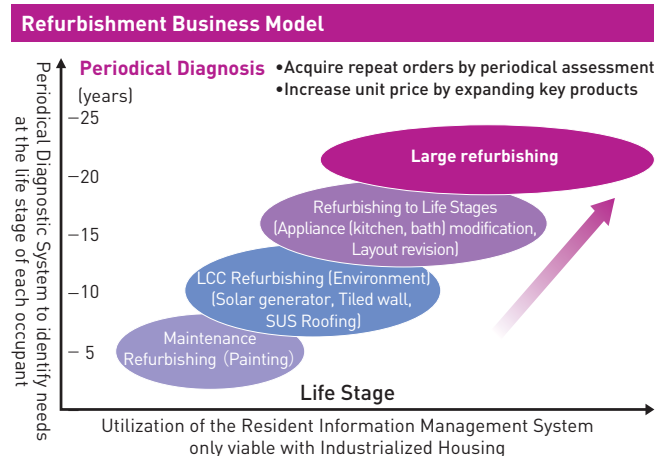 Refurbishment Business Model
Periodical Diagnostic System to identify needs
at the life stage of each occupant
Periodical Diagnosis
(years)
•Acquire repeat orders by periodical assessment
•Increase unit price by expanding key products
–25
–20
–15
–10
– 5
Large refurbishing
Refurbishing to Life Stages
(Appliance (kitchen, bath) modification,
Layout revision)
LCC Refurbishing (Environment)
(Solar generator, Tiled wall,
SUS Roofing)
Maintenance
Refurbishing (Painting)
Life Stage
Utilization of the Resident Information Management System
only viable with Industrialized Housing